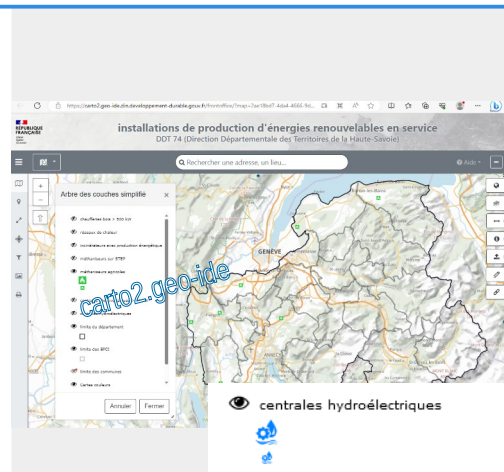 https://carto2.geo-ide.din.developpement-durable.gouv.fr/frontoffice/?map=
RÉPUBLIQUE
FRANÇAISE
installations de production d'énergies renouvelables en service
DDT 74 (Direction Départementale des Territoires de la Haute-Savoie)
Rechercher une adresse, un lieu...
Aide
Arbre des couches simplifié
chaufferies bois > 500 kW
réseaux de chaleur
incinérateurs avec production énergétique
méthaniseurs sur STEP
méthaniseurs agricoles
carto2.geo-ide
limite du département
limite des EPCI
limite des communes
Cartes couleurs
Annuler
Fermer
GENÈVE
centrales hydroélectriques